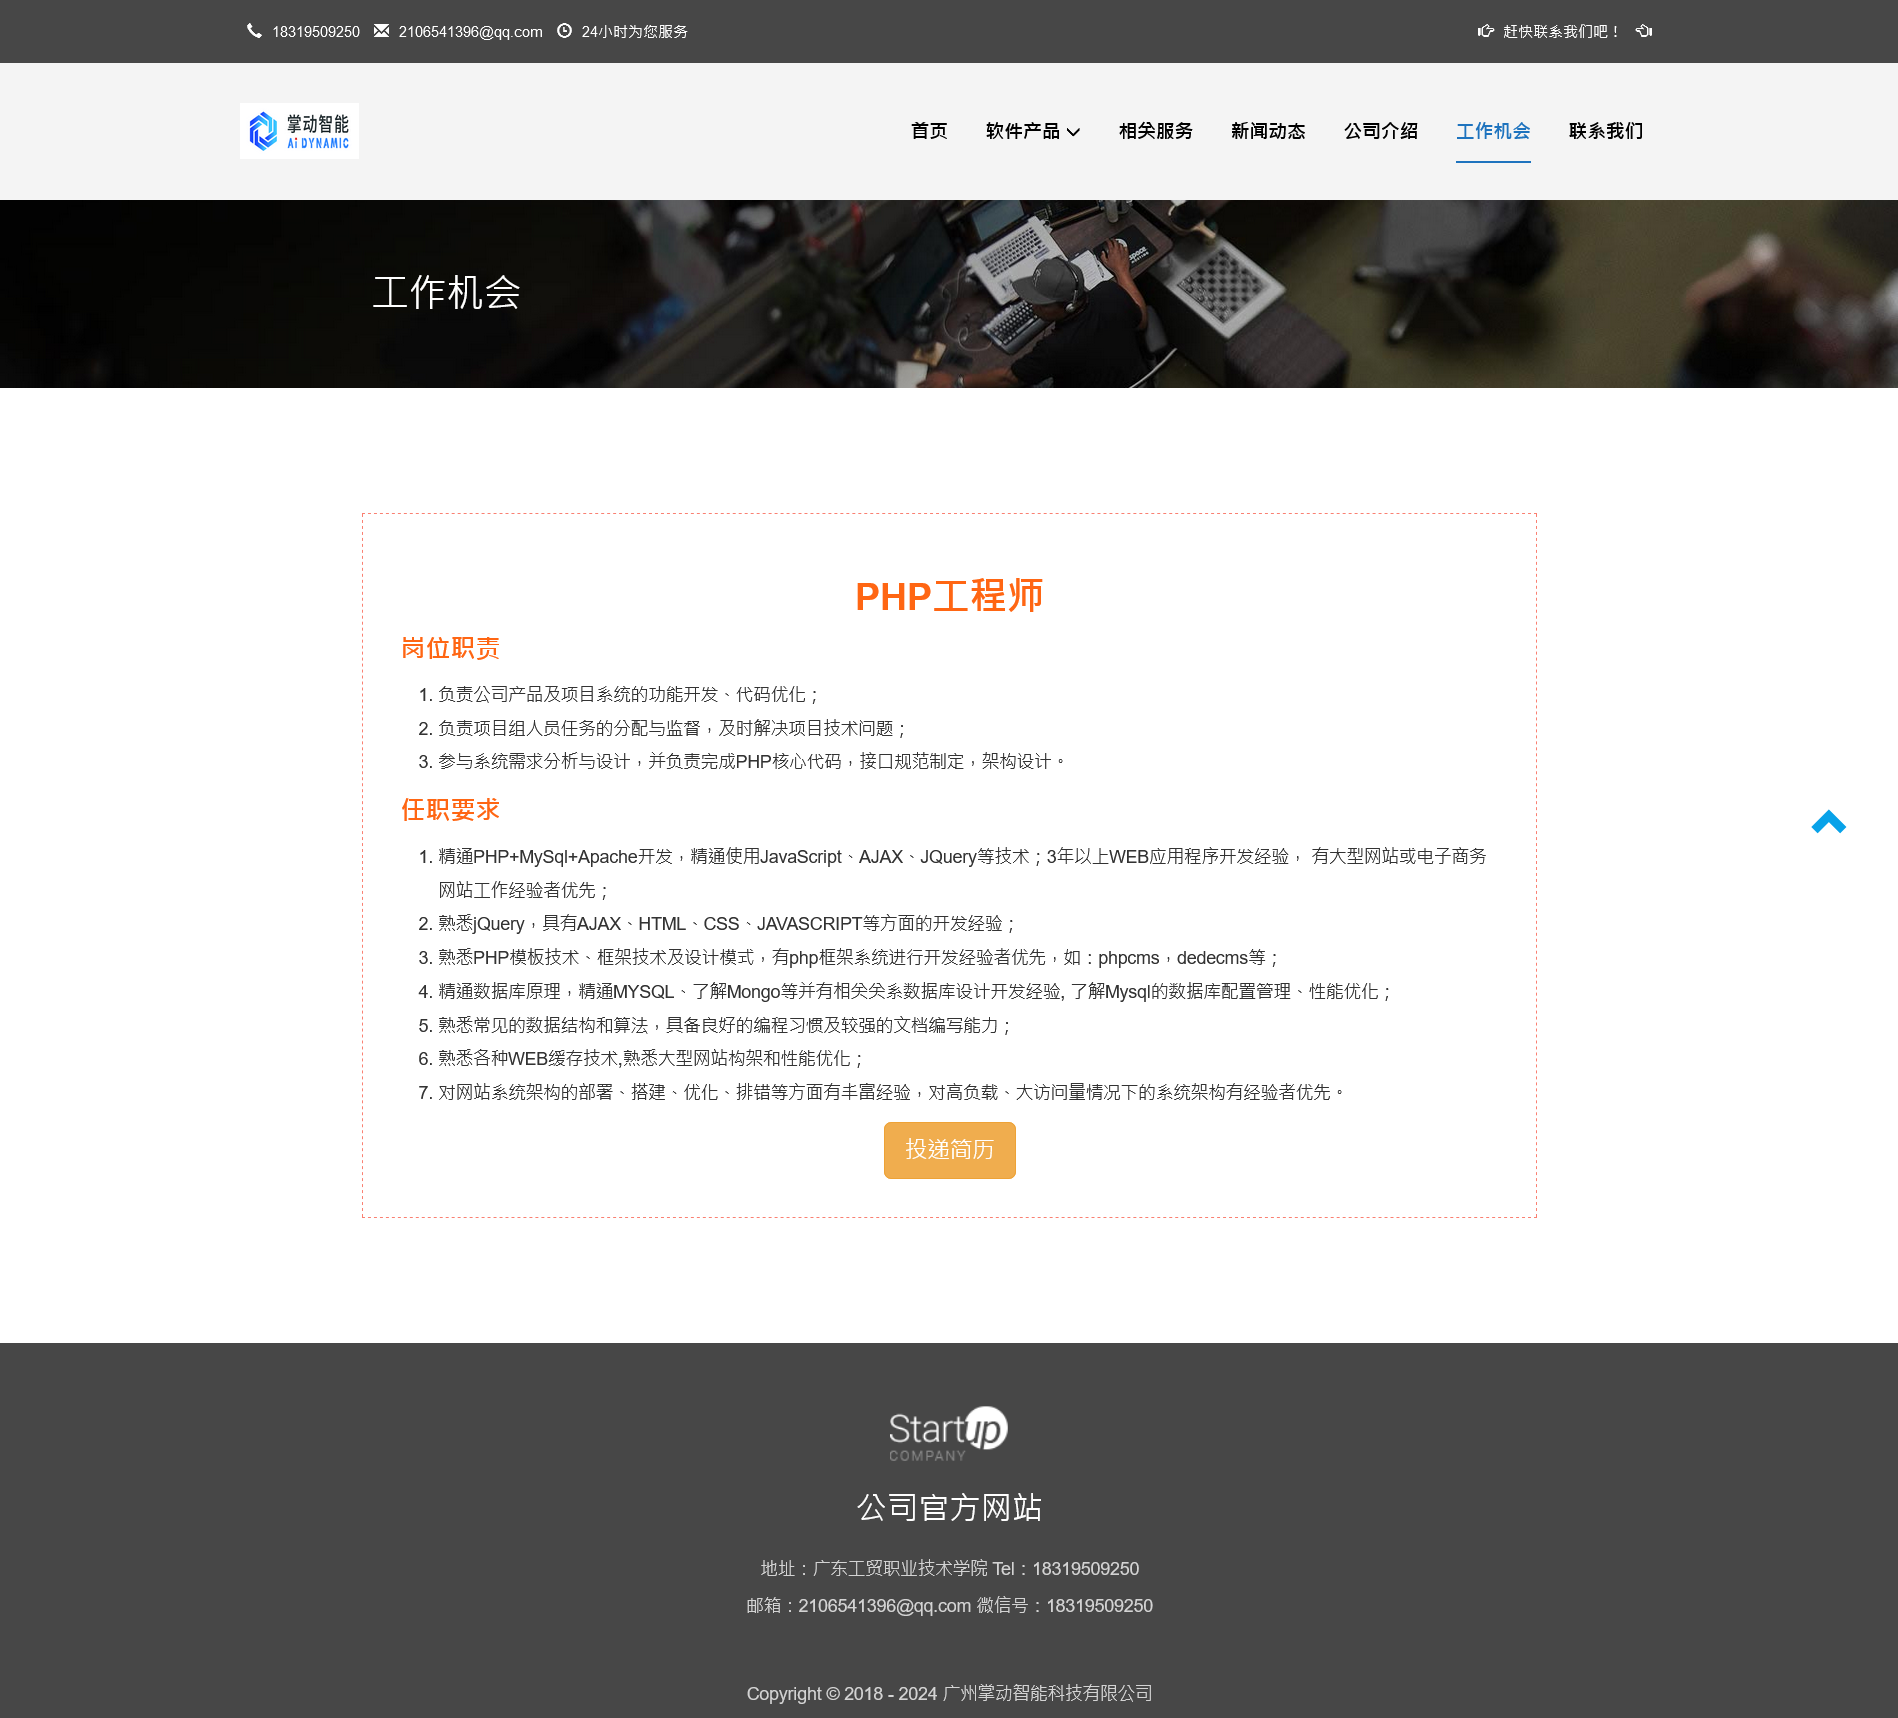 18319509250 2106541396@qq.com 24小时为您服务 赶快联系我们吧！
掌动智能
Ai DYNAMIC
首页 软件产品 相关服务 新闻动态 公司介绍 工作机会 联系我们
工作机会
PHP工程师
岗位职责
1. 负责公司产品及项目系统的功能开发、代码优化；
2. 负责项目组人员任务的分配与监督，及时解决项目技术问题；
3. 参与系统需求分析与设计，并负责完成PHP核心代码，接口规范制定，架构设计。
任职要求
1. 精通PHP+MySql+Apache开发，精通使用JavaScript、AJAX、JQuery等技术；3年以上WEB应用程序开发经验， 有大型网站或电子商务
网站工作经验者优先；
2. 熟悉jQuery，具有AJAX、HTML、CSS、JAVASCRIPT等方面的开发经验；
3. 熟悉PHP模板技术、框架技术及设计模式，有php框架系统进行开发经验者优先，如：phpcms，dedecms等；
4. 精通数据库原理，精通MYSQL、了解Mongo等并有相关关系数据库设计开发经验, 了解Mysql的数据库配置管理、性能优化；
5. 熟悉常见的数据结构和算法，具备良好的编程习惯及较强的文档编写能力；
6. 熟悉各种WEB缓存技术,熟悉大型网站构架和性能优化；
7. 对网站系统架构的部署、搭建、优化、排错等方面有丰富经验，对高负载、大访问量情况下的系统架构有经验者优先。
投递简历
Startup
COMPANY
公司官方网站
地址：广东工贸职业技术学院 Tel：18319509250
邮箱：2106541396@qq.com 微信号：18319509250
Copyright © 2018 - 2024 广州掌动智能科技有限公司